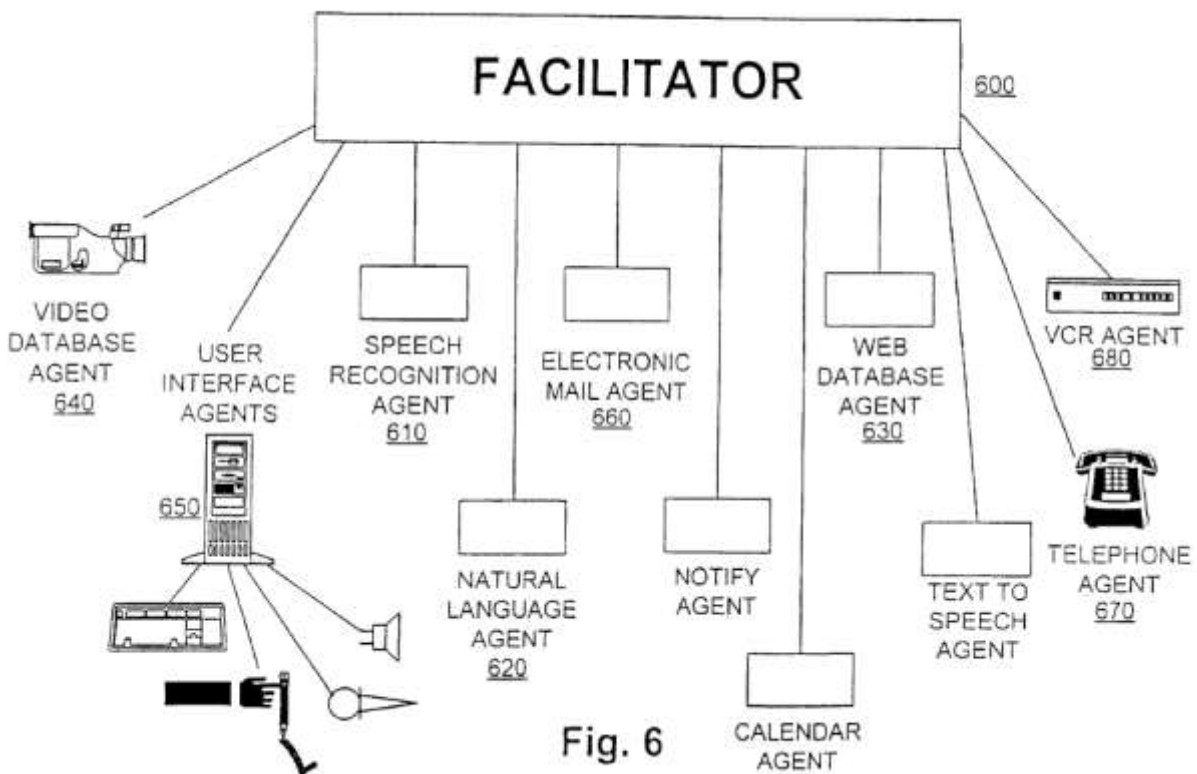 FACILITATOR
600
VIDEO
DATABASE
AGENT
640
USER
INTERFACE
AGENTS
650
SPEECH
RECOGNITION
AGENT
610
NATURAL
LANGUAGE
AGENT
620
ELECTRONIC
MAIL AGENT
660
NOTIFY
AGENT
CALENDAR
AGENT
WEB
DATABASE
AGENT
630
TEXT TO
SPEECH
AGENT
VCR AGENT
680
TELEPHONE
AGENT
670
Fig. 6